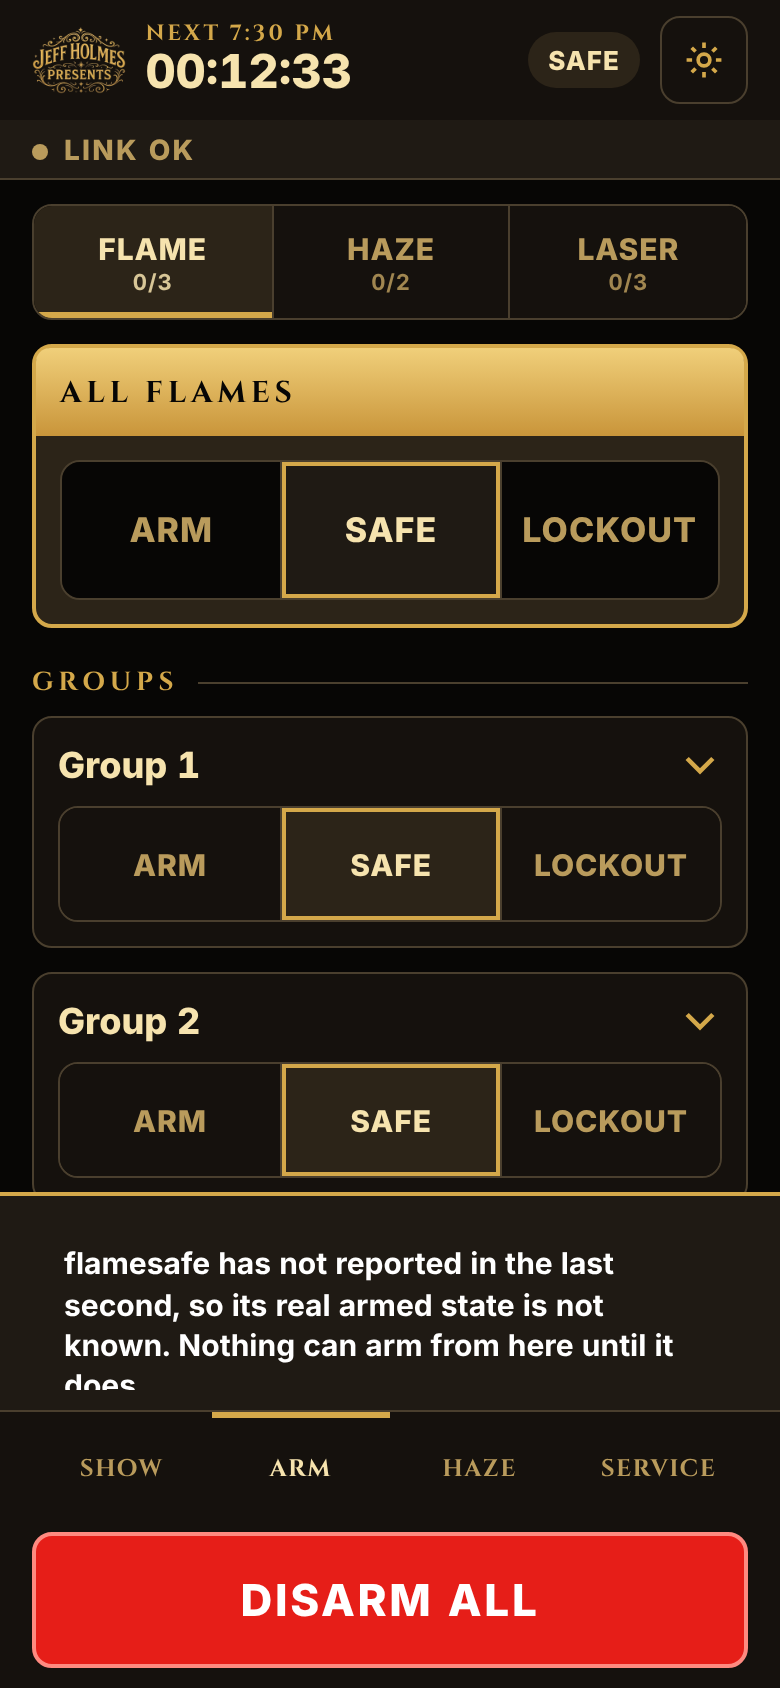 JEFF HOLMES
PRESENTS
NEXT 7:30 PM
00:12:33
SAFE
LINK OK
FLAME
0/3
HAZE
0/2
LASER
0/3
ALL FLAMES
ARM
SAFE
LOCKOUT
GROUPS
Group 1
ARM
SAFE
LOCKOUT
Group 2
ARM
SAFE
LOCKOUT
flamesafe has not reported in the last
second, so its real armed state is not
known. Nothing can arm from here until it
does
SHOW
ARM
HAZE
SERVICE
DISARM ALL